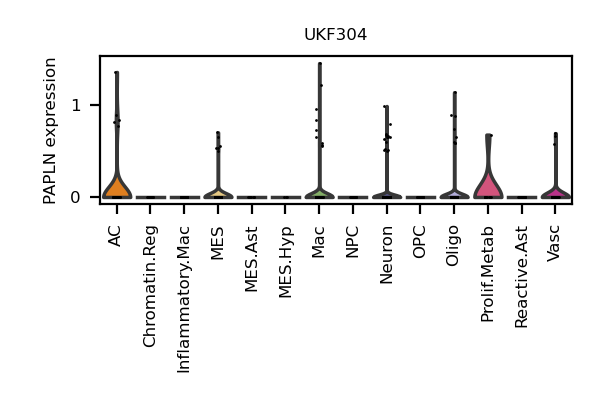 UKF304
PAPLN expression
1
0
AC
Chromatin.Reg
Inflammatory.Mac
MES
MES.Ast
MES.Hyp
Mac
NPC
Neuron
OPC
Oligo
Prolif.Metab
Reactive.Ast
Vasc